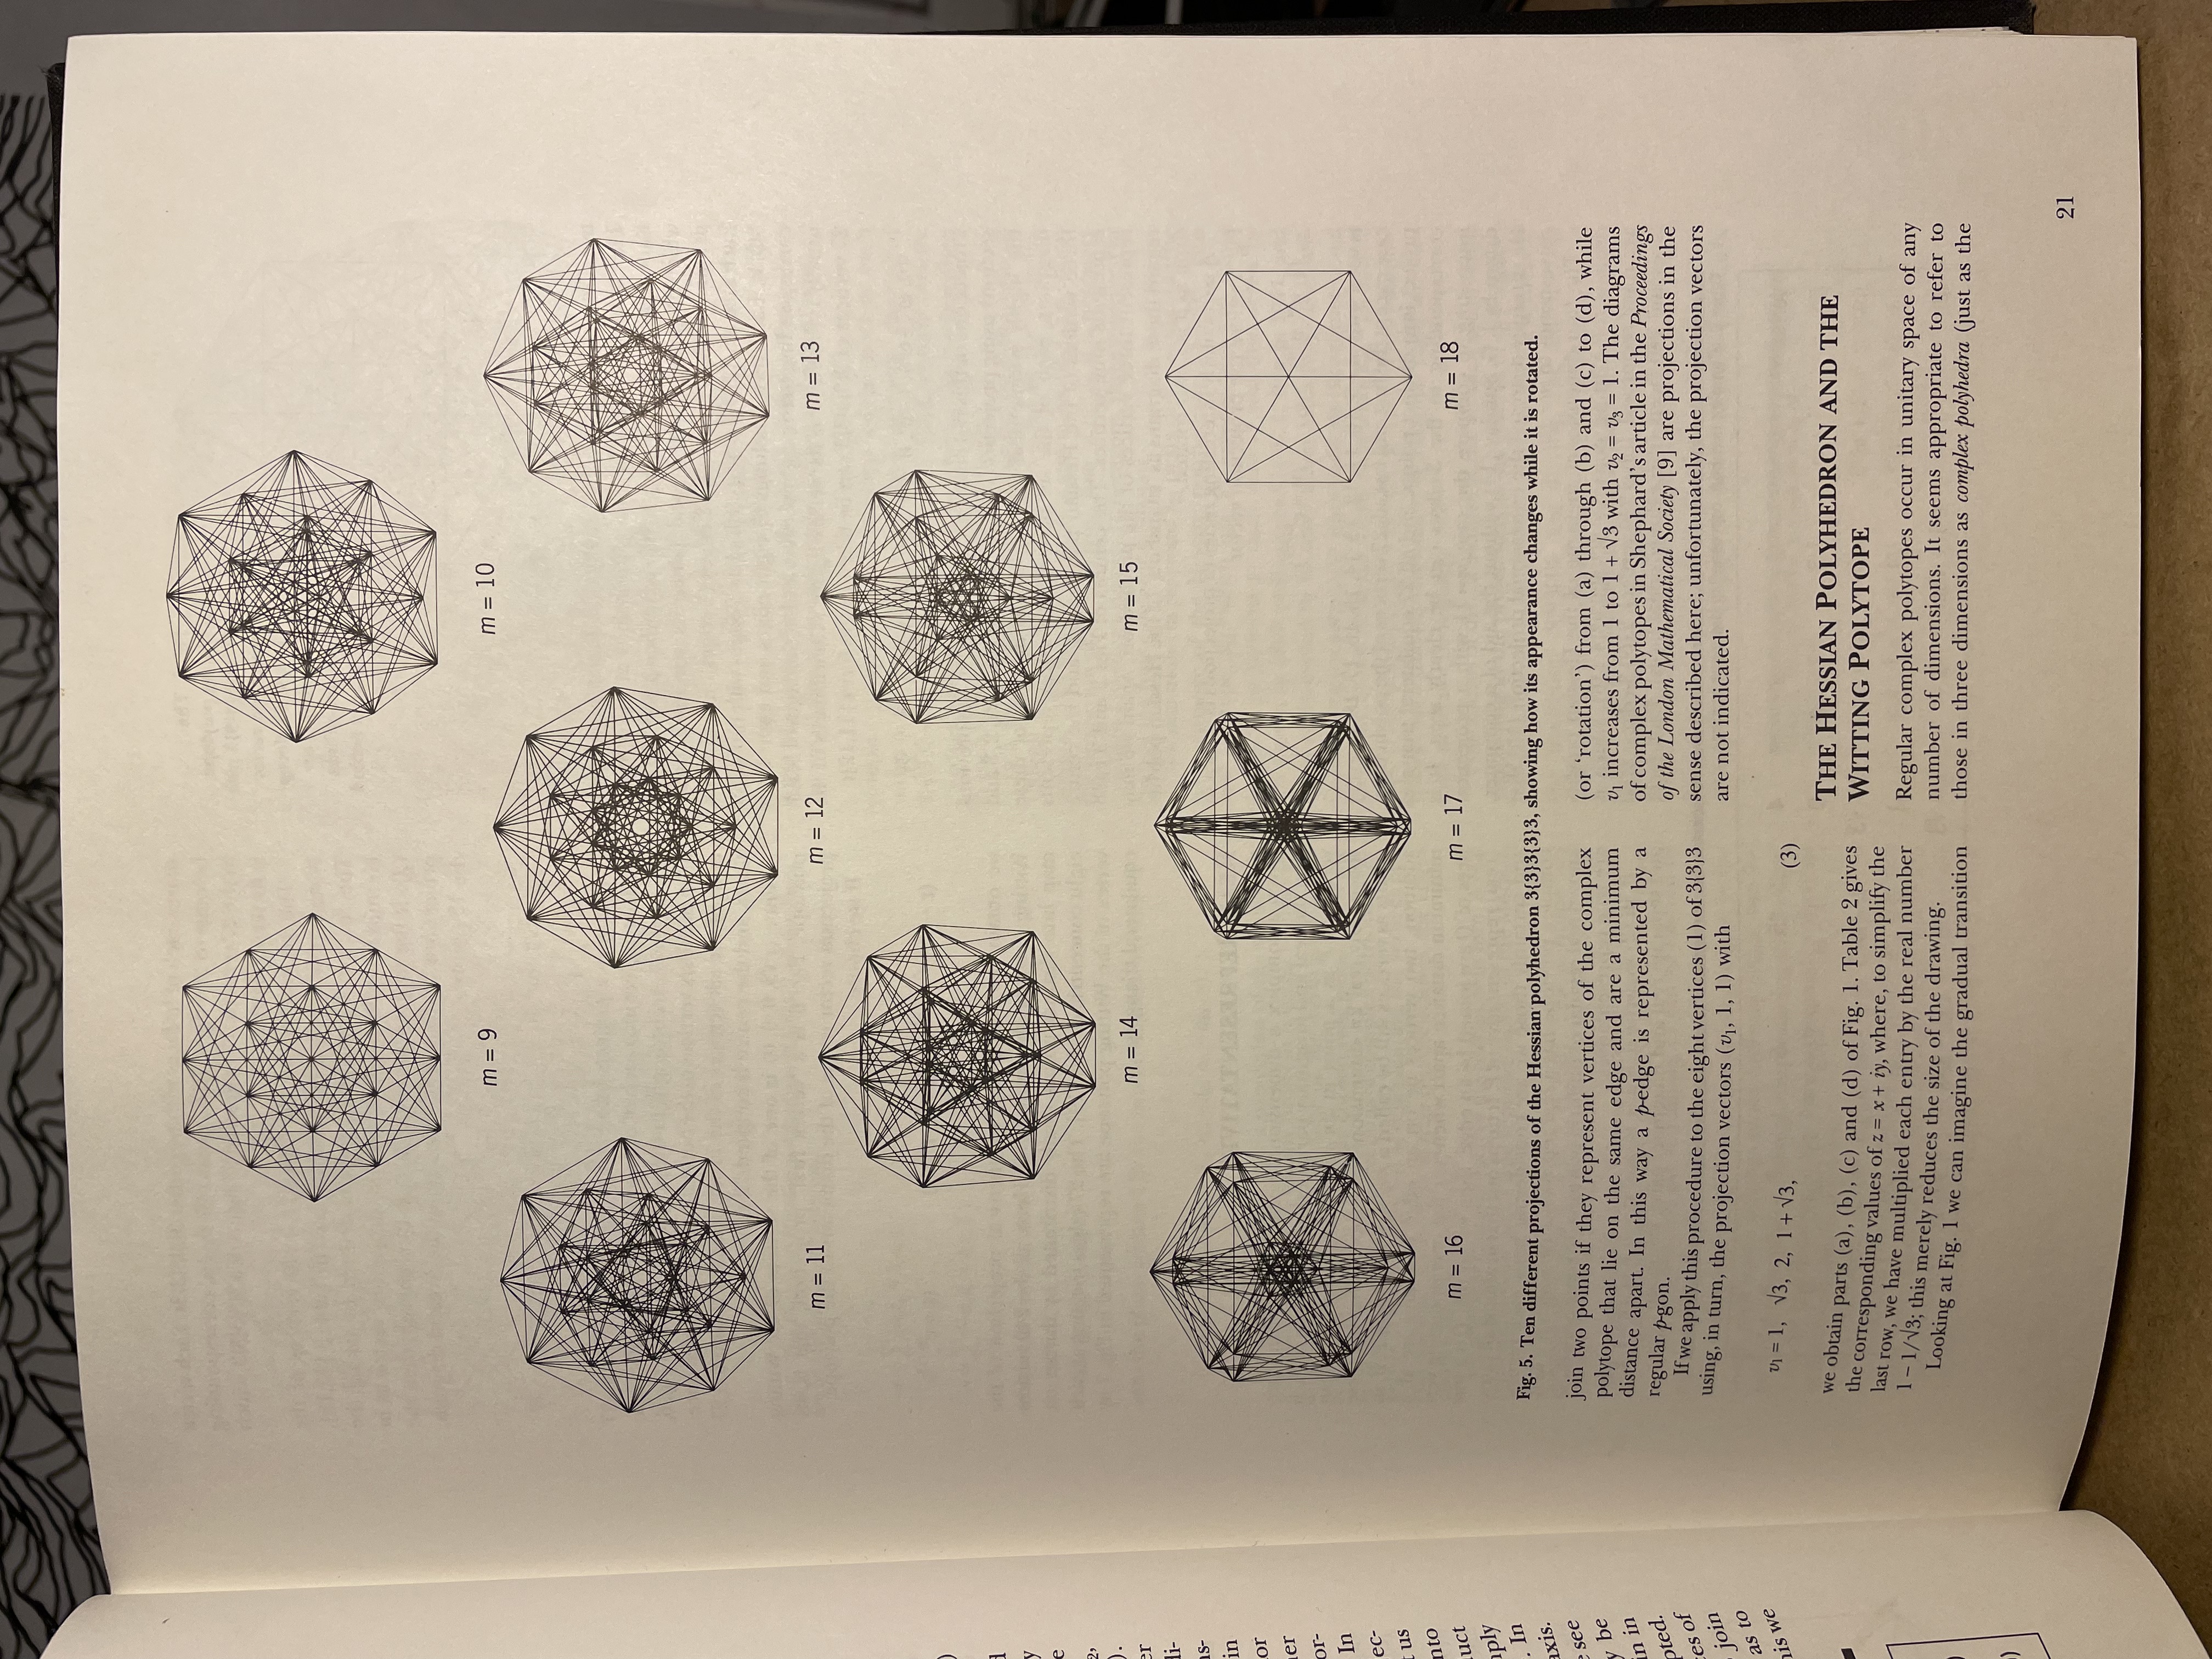 m = 9
m = 10
m = 11
m = 12
m = 13
m = 14
m = 15
m = 16
m = 17
m = 18
Fig. 5. Ten different projections of the Hessian polyhedron 3{3}3{3}3, showing how its appearance changes while it is rotated.
join two points if they represent vertices of the complex
polytope that lie on the same edge and are a minimum
distance apart. In this way a p-edge is represented by a
regular p-gon.
If we apply this procedure to the eight vertices (1) of 3{3}3
using, in turn, the projection vectors (v₁, 1, 1) with
v₁ = 1, √3, 2, 1 + √3, (3)
we obtain parts (a), (b), (c) and (d) of Fig. 1. Table 2 gives
the corresponding values of z = x + iy, where, to simplify the
last row, we have multiplied each entry by the real number
1 – 1/√3; this merely reduces the size of the drawing.
Looking at Fig. 1 we can imagine the gradual transition
(or ‘rotation’) from (a) through (b) and (c) to (d), while
v₁ increases from 1 to 1 + √3 with v₂ = v₃ = 1. The diagrams
of complex polytopes in Shephard’s article in the Proceedings
of the London Mathematical Society [9] are projections in the
sense described here; unfortunately, the projection vectors
are not indicated.
THE HESSIAN POLYHEDRON AND THE
WITTING POLYTOPE
Regular complex polytopes occur in unitary space of any
number of dimensions. It seems appropriate to refer to
those in three dimensions as complex polyhedra (just as the
21